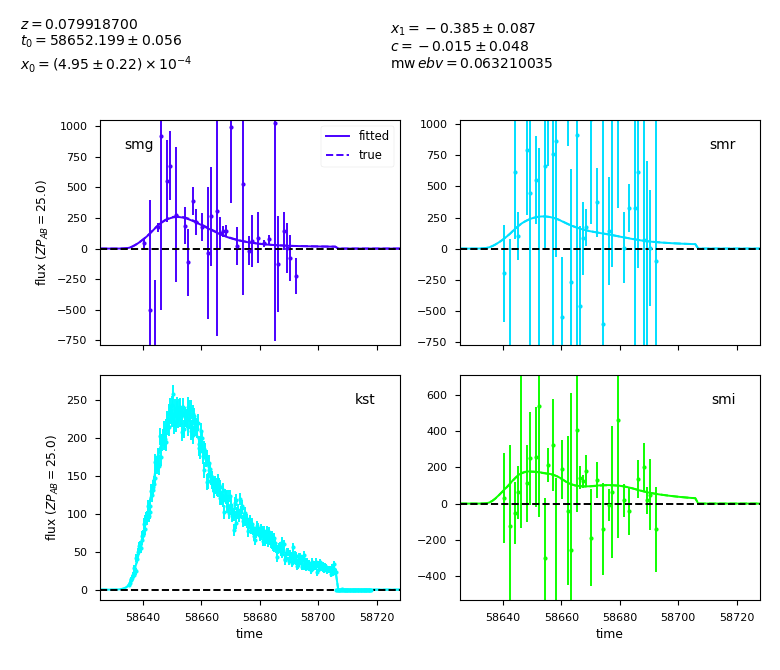 z = 0.079918700
t₀ = 58652.199 ± 0.056
x₀ = (4.95 ± 0.22) × 10⁻⁴
x₁ = −0.385 ± 0.087
c = −0.015 ± 0.048
mw ebv = 0.063210035
smg
fitted
true
1000
750
500
250
0
−250
−500
−750
flux (ZP_AB = 25.0)
smr
1000
750
500
250
0
−250
−500
−750
kst
250
200
150
100
50
0
flux (ZP_AB = 25.0)
58640 58660 58680 58700 58720
time
smi
600
400
200
0
−200
−400
58640 58660 58680 58700 58720
time